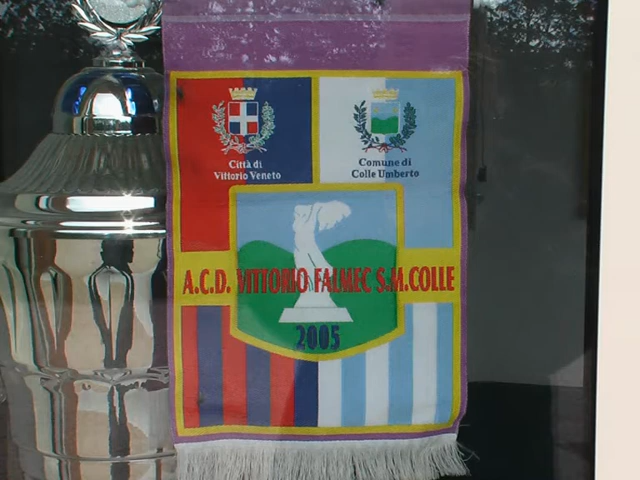 Città di
Vittorio Veneto
Comune di
Colle Umberto
A.C.D. VITTORIO FALMEC S.M.COLLE
2005